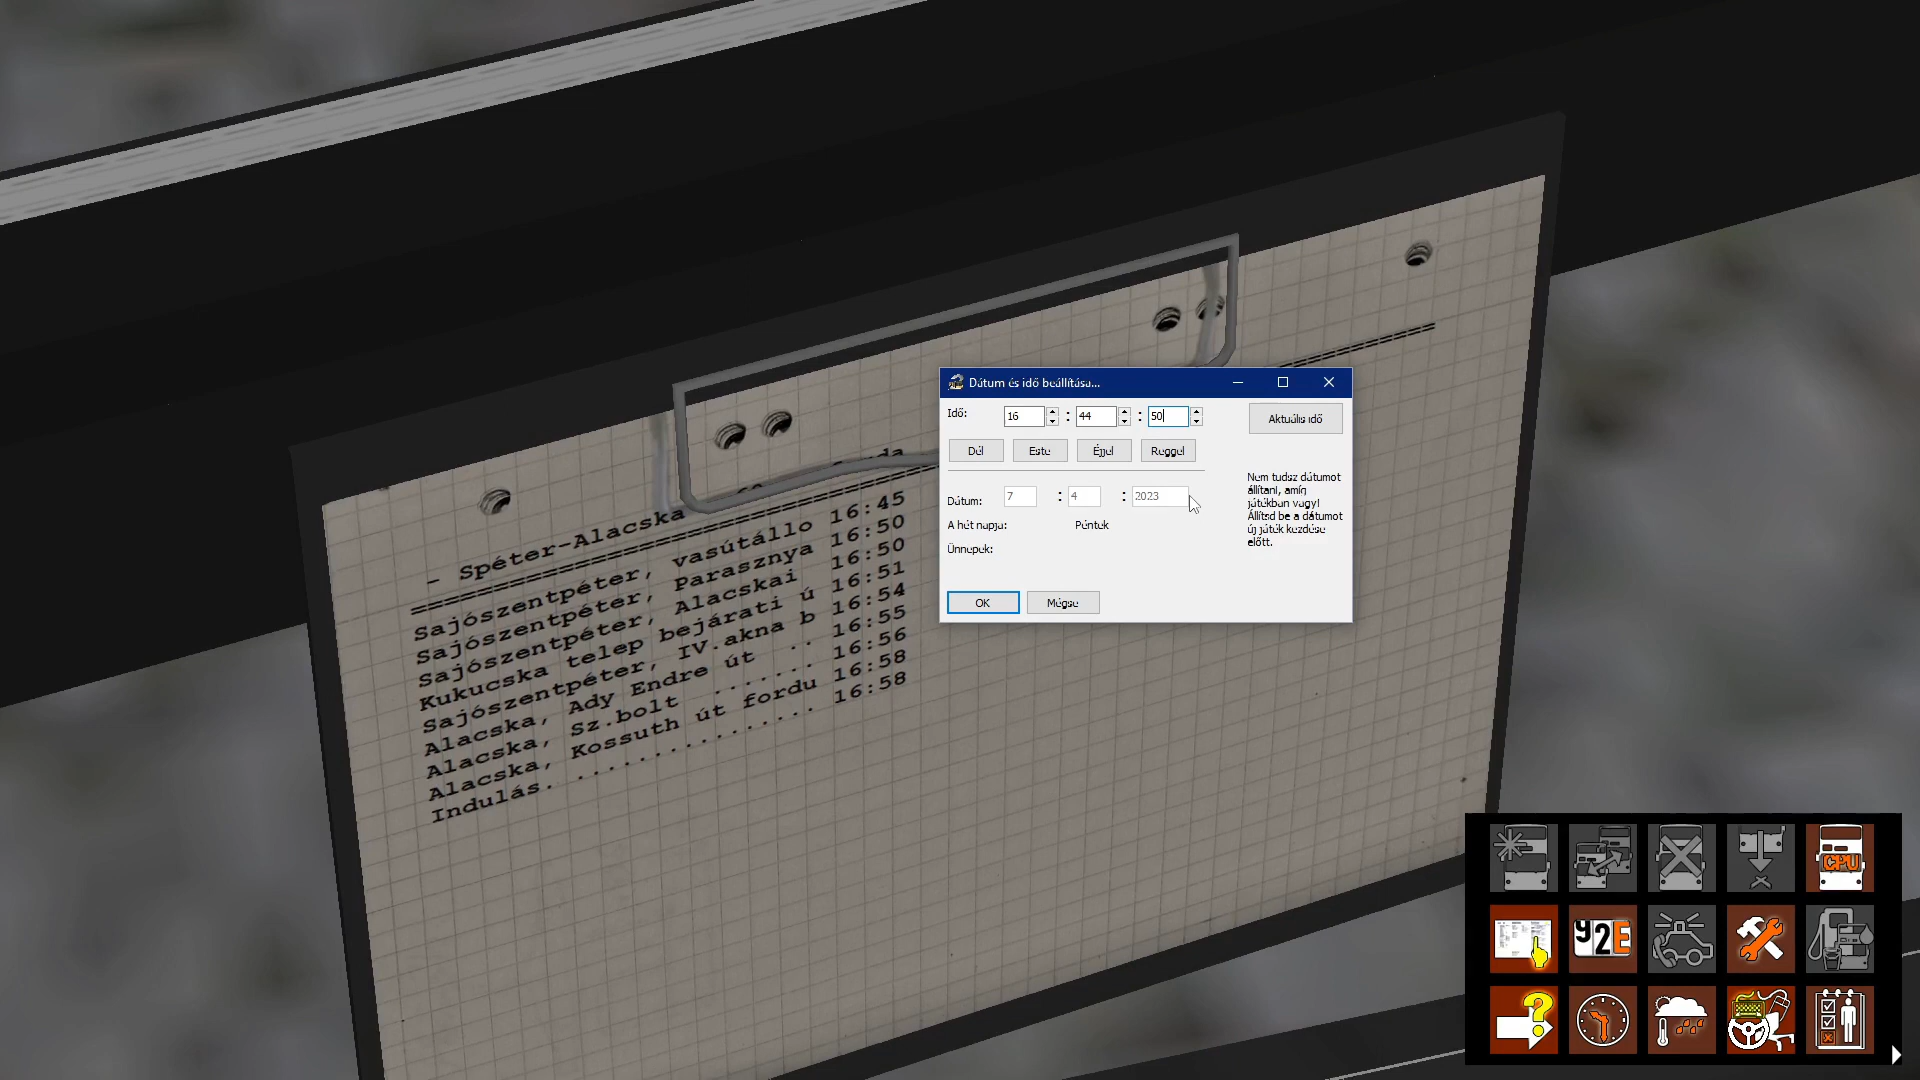 - Spéter-Alacska
Sajószentpéter, vasútállo 16:45
Sajószentpéter, Parasznya 16:50
Sajószentpéter, Alacskai 16:50
Kukucska telep bejárati ú 16:51
Sajószentpéter, IV.akna b 16:54
Alacska, Ady Endre út .. 16:55
Alacska, Sz.bolt ....... 16:56
Alacska, Kossuth út fordu 16:58
Indulás. ............... 16:58
Dátum és idő beállítása...
Idő: 16 : 44 : 50
Aktuális idő
Dél Este Éjjel Reggel
Dátum: 7 : 4 : 2023
A hét napja: Péntek
Ünnepek:
Nem tudsz dátumot
állítani, amíg
játékban vagy!
Állítsd be a dátumot
új játék kezdése
előtt.
OK Mégse
CPU
92E